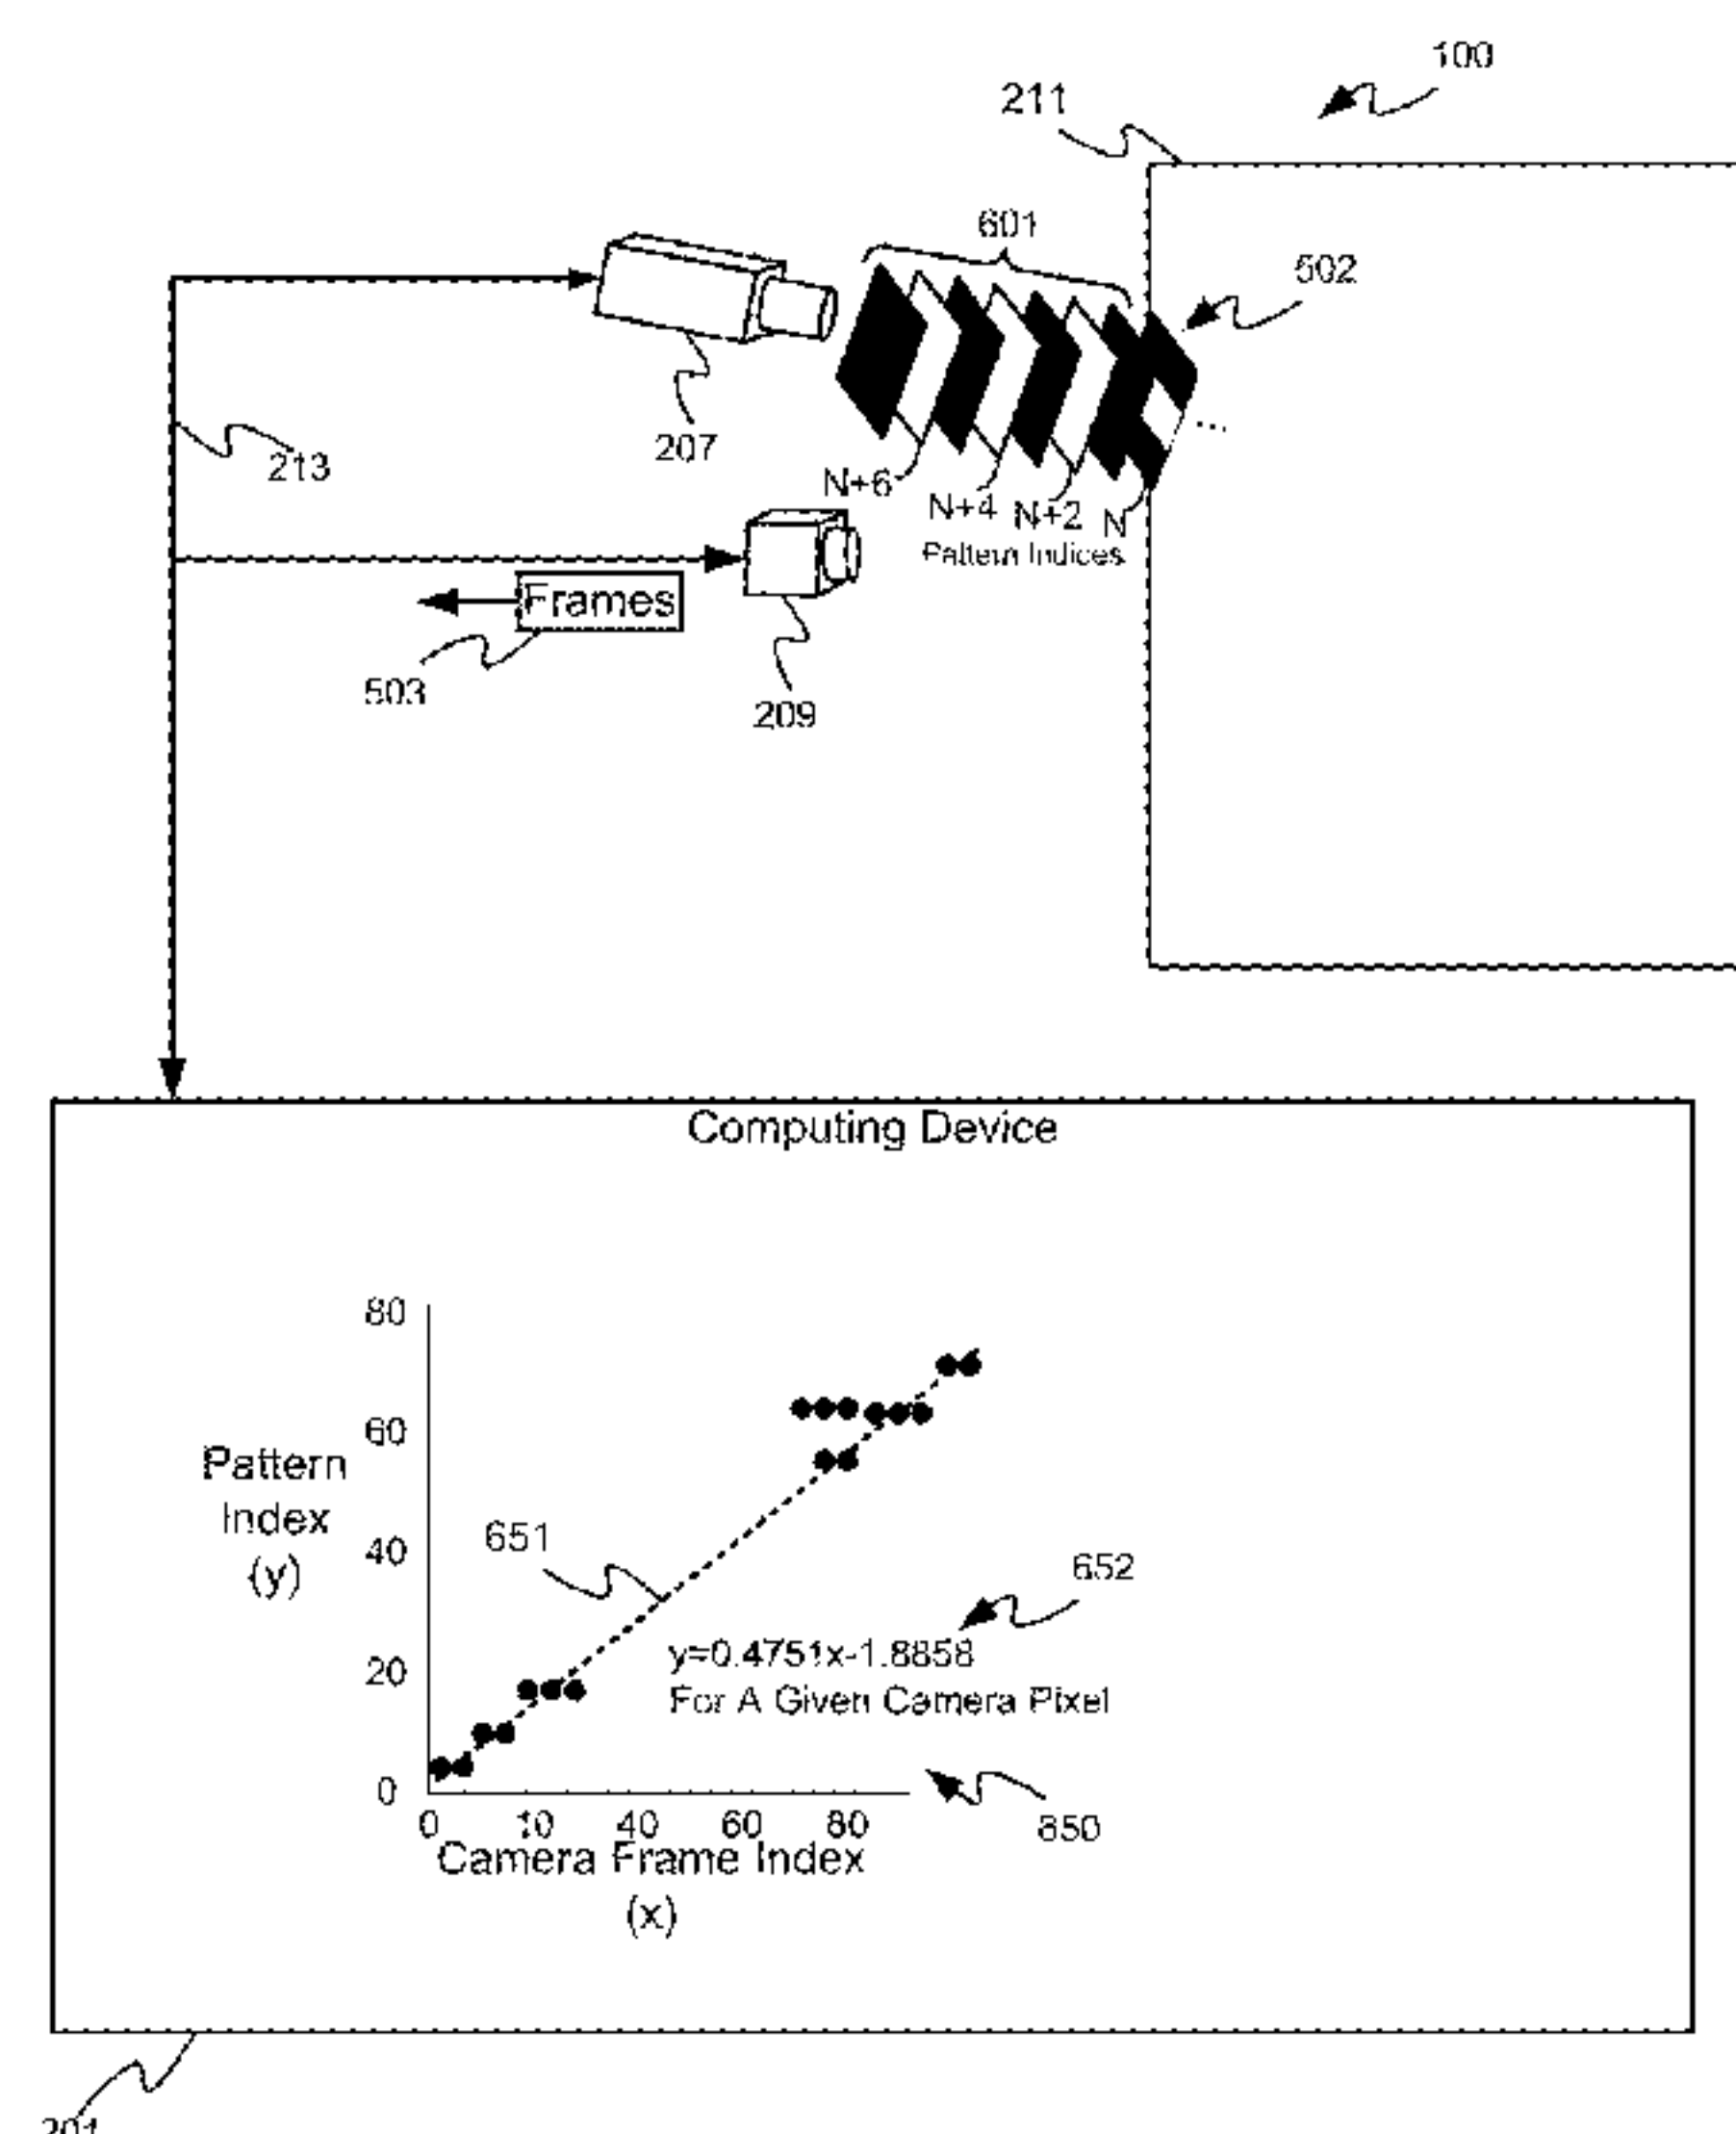 100
211
601
502
207
213
N+6
N+4 N+2 N
Pattern Indices
Frames
503
209
Computing Device
80
60
Pattern
Index
(y)
40
651
652
y=0.4751x-1.8858
For A Given Camera Pixel
20
0
0 10 40 60 80
850
Camera Frame Index
(x)
201